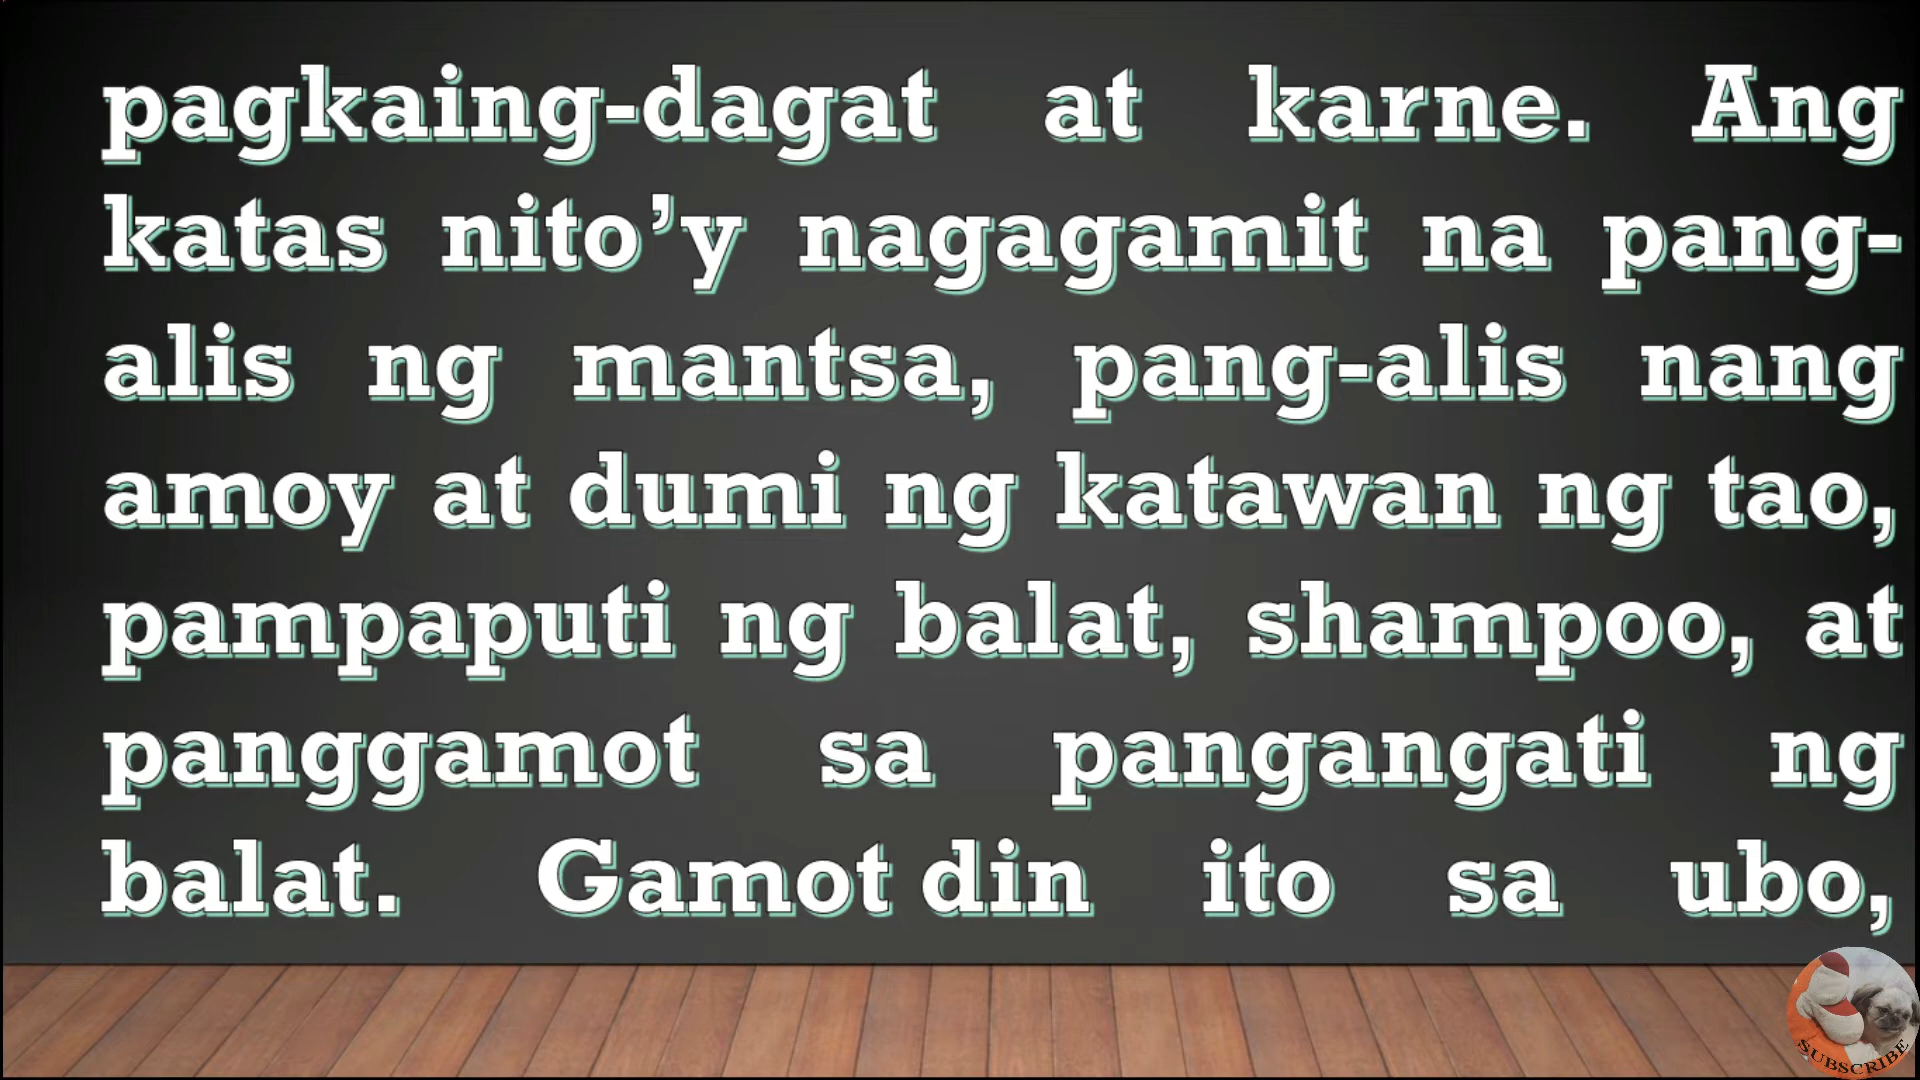 pagkaing-dagat at karne. Ang
katas nito’y nagagamit na pang-
alis ng mantsa, pang-alis nang
amoy at dumi ng katawan ng tao,
pampaputi ng balat, shampoo, at
panggamot sa pangangati ng
balat. Gamot din ito sa ubo,
SUBSCRIBE